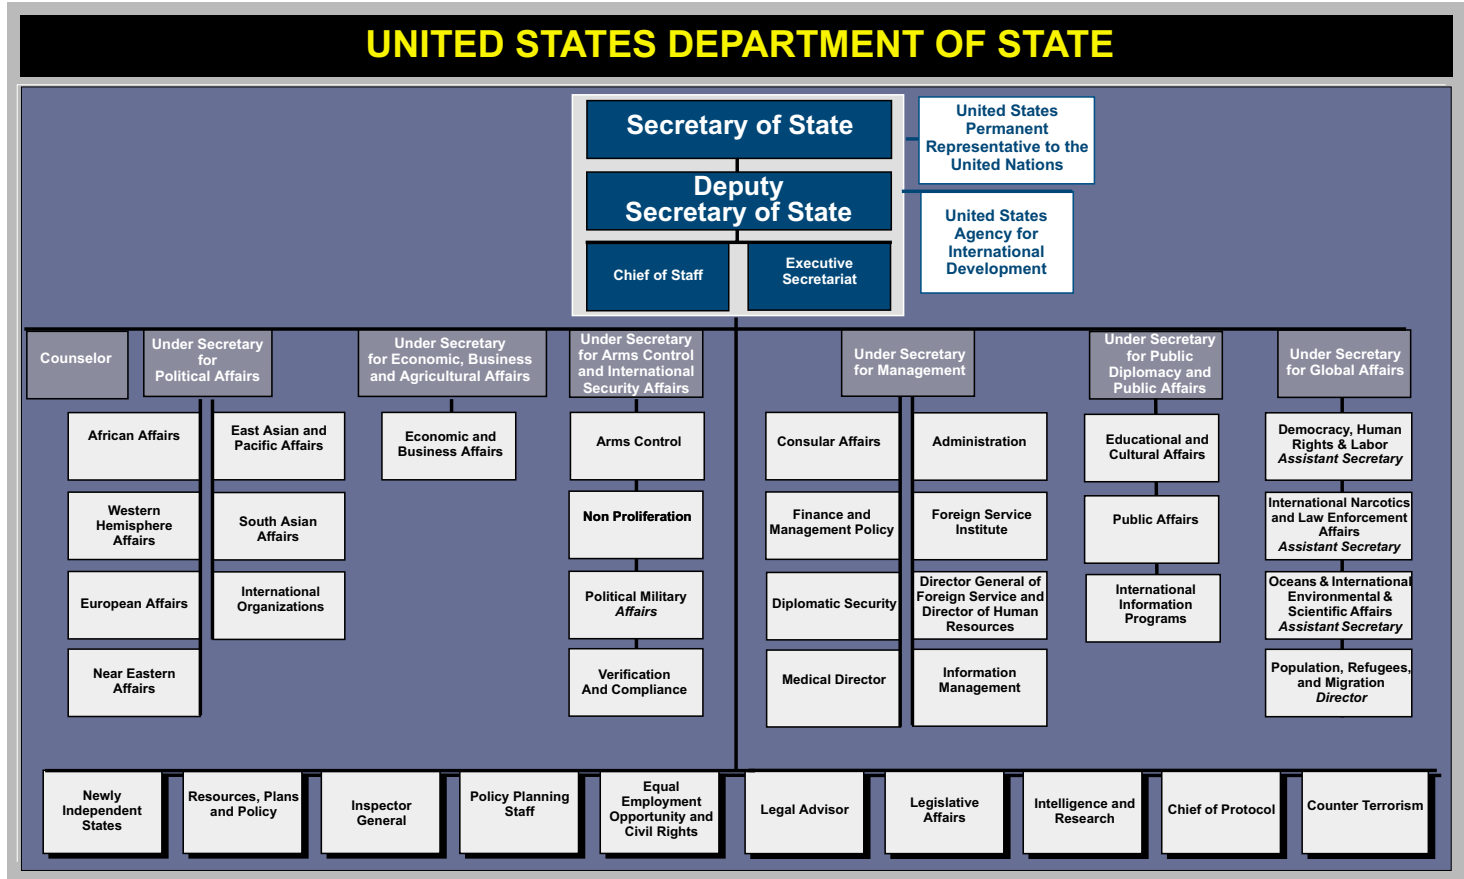 UNITED STATES DEPARTMENT OF STATE
Secretary of State
United States
Permanent
Representative to the
United Nations
Deputy
Secretary of State
United States
Agency for
International
Development
Chief of Staff
Executive
Secretariat
Counselor
Under Secretary
for
Political Affairs
Under Secretary
for Economic, Business
and Agricultural Affairs
Under Secretary
for Arms Control
and International
Security Affairs
Under Secretary
for Management
Under Secretary
for Public
Diplomacy and
Public Affairs
Under Secretary
for Global Affairs
African Affairs
East Asian and
Pacific Affairs
Economic and
Business Affairs
Arms Control
Consular Affairs
Administration
Educational and
Cultural Affairs
Democracy, Human
Rights & Labor
Assistant Secretary
Western
Hemisphere
Affairs
South Asian
Affairs
Non Proliferation
Finance and
Management Policy
Foreign Service
Institute
Public Affairs
International Narcotics
and Law Enforcement
Affairs
Assistant Secretary
European Affairs
International
Organizations
Political Military
Affairs
Diplomatic Security
Director General of
Foreign Service and
Director of Human
Resources
International
Information
Programs
Oceans & International
Environmental &
Scientific Affairs
Assistant Secretary
Near Eastern
Affairs
Verification
And Compliance
Medical Director
Information
Management
Population, Refugees,
and Migration
Director
Newly
Independent
States
Resources, Plans
and Policy
Inspector
General
Policy Planning
Staff
Equal
Employment
Opportunity and
Civil Rights
Legal Advisor
Legislative
Affairs
Intelligence and
Research
Chief of Protocol
Counter Terrorism